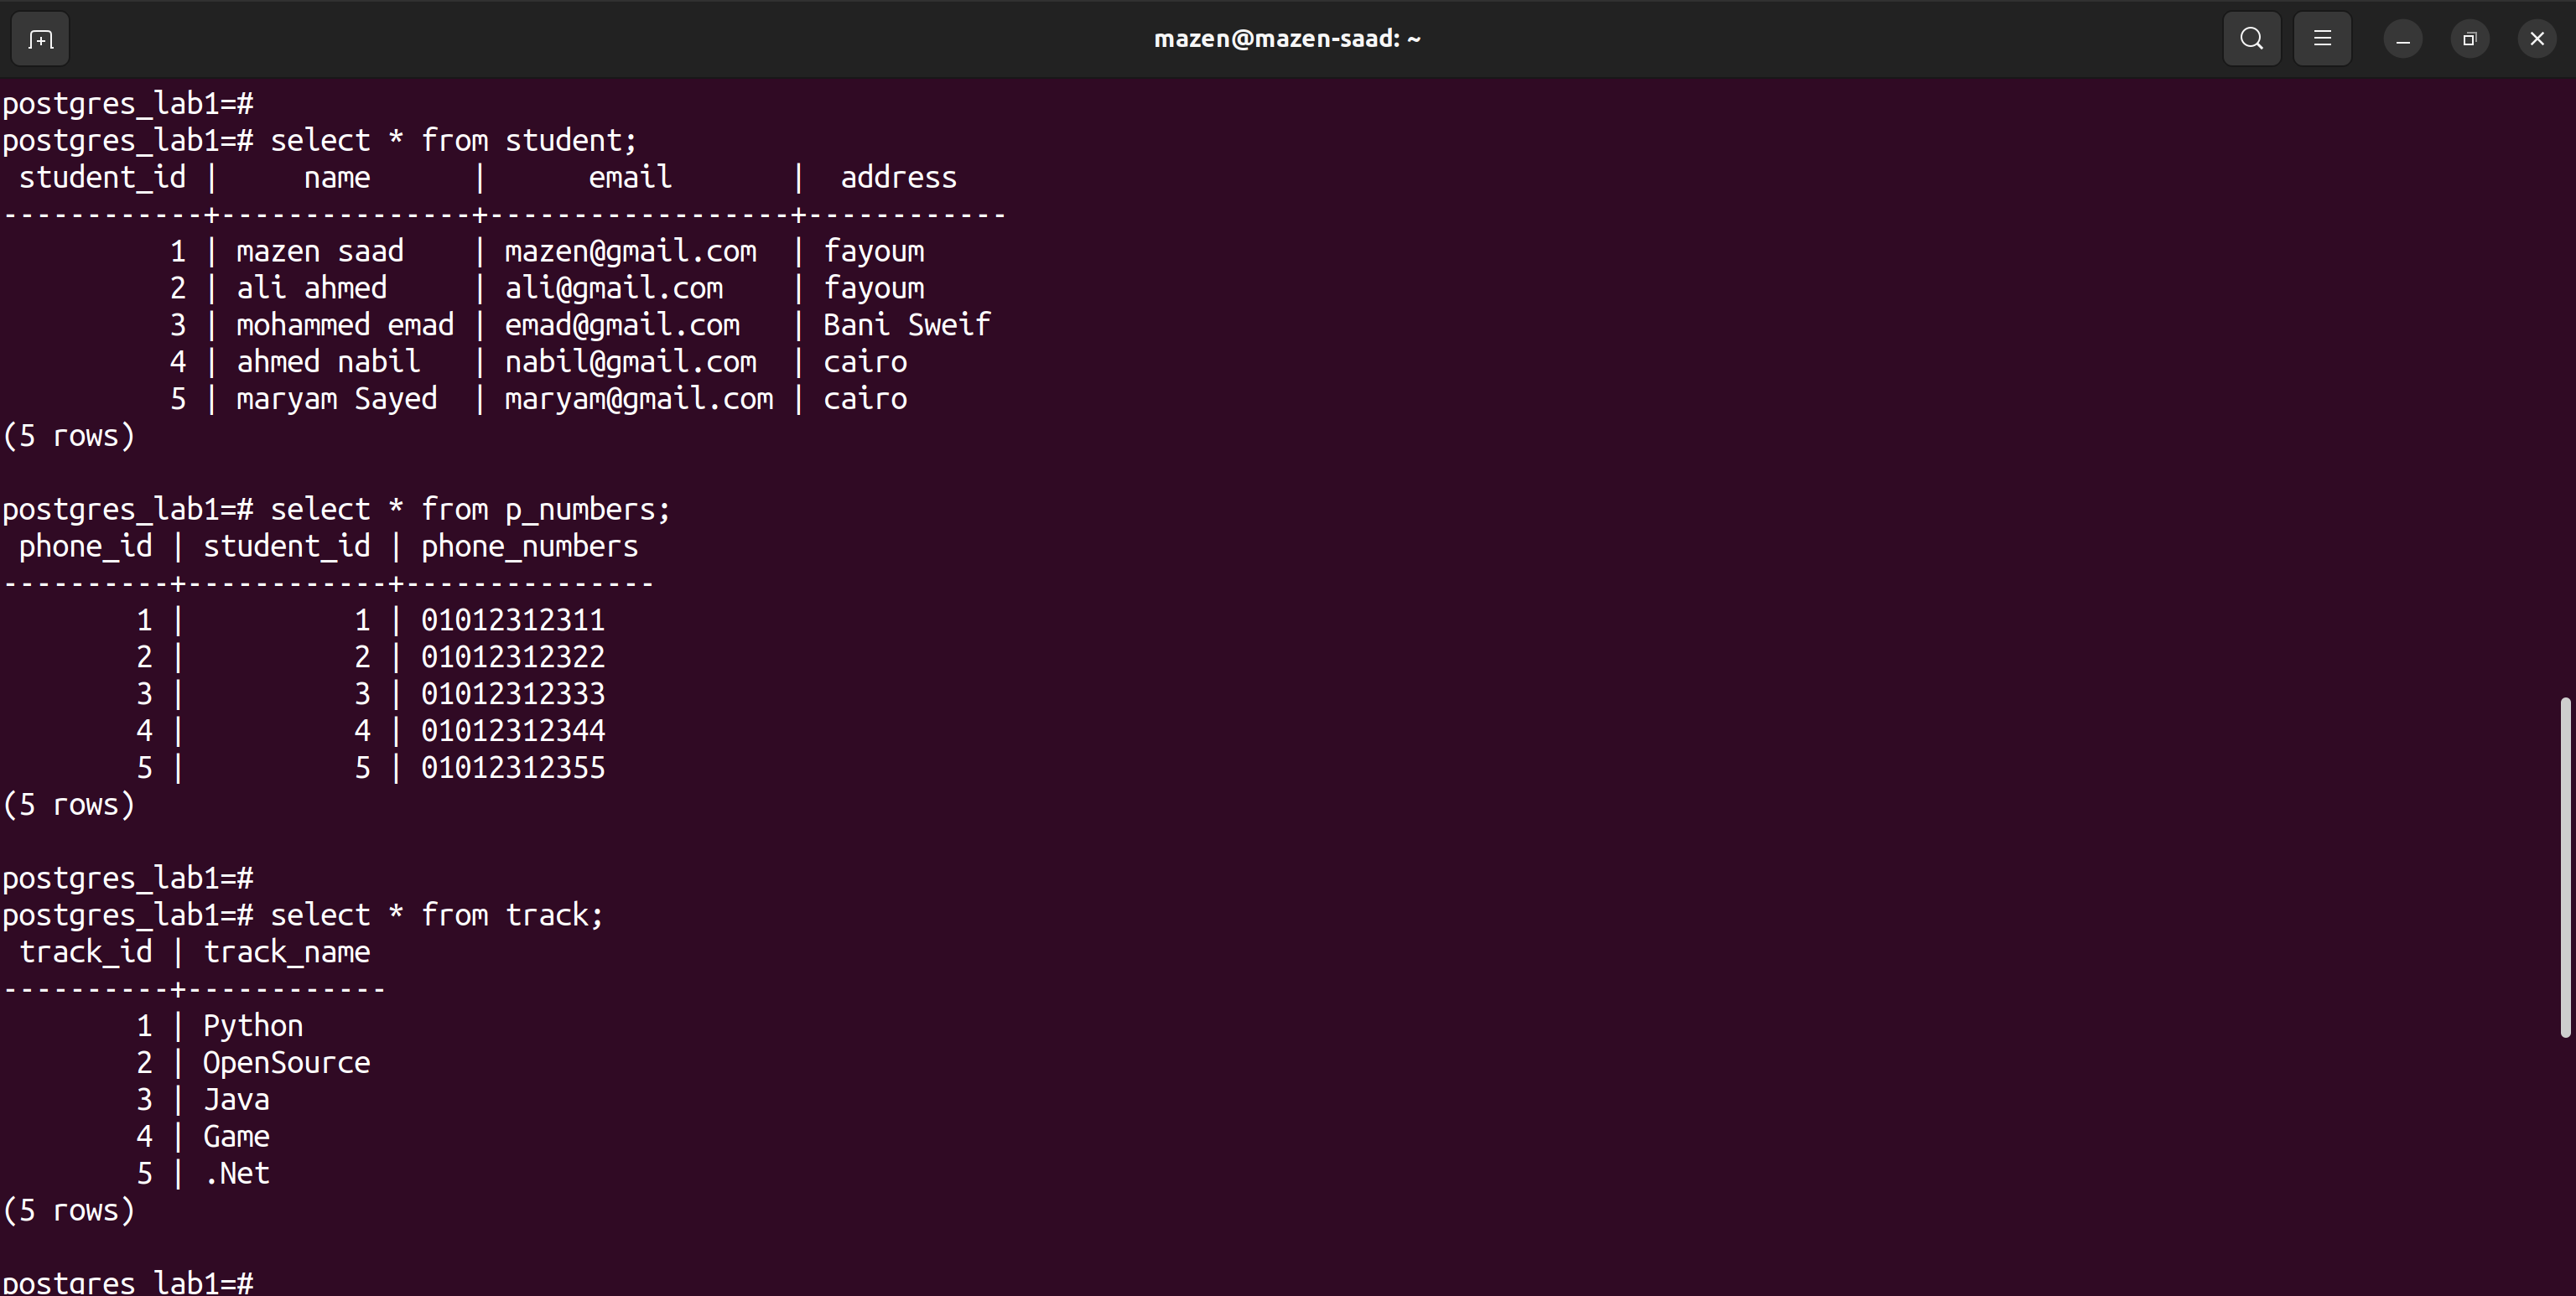 mazen@mazen-saad: ~
postgres_lab1=#
postgres_lab1=# select * from student;
 student_id |     name      |      email       |  address
------------+---------------+------------------+------------
          1 | mazen saad    | mazen@gmail.com  | fayoum
          2 | ali ahmed     | ali@gmail.com    | fayoum
          3 | mohammed emad | emad@gmail.com   | Bani Sweif
          4 | ahmed nabil   | nabil@gmail.com  | cairo
          5 | maryam Sayed  | maryam@gmail.com | cairo
(5 rows)

postgres_lab1=# select * from p_numbers;
 phone_id | student_id | phone_numbers
----------+------------+---------------
        1 |          1 | 01012312311
        2 |          2 | 01012312322
        3 |          3 | 01012312333
        4 |          4 | 01012312344
        5 |          5 | 01012312355
(5 rows)

postgres_lab1=#
postgres_lab1=# select * from track;
 track_id | track_name
----------+------------
        1 | Python
        2 | OpenSource
        3 | Java
        4 | Game
        5 | .Net
(5 rows)

postgres_lab1=#